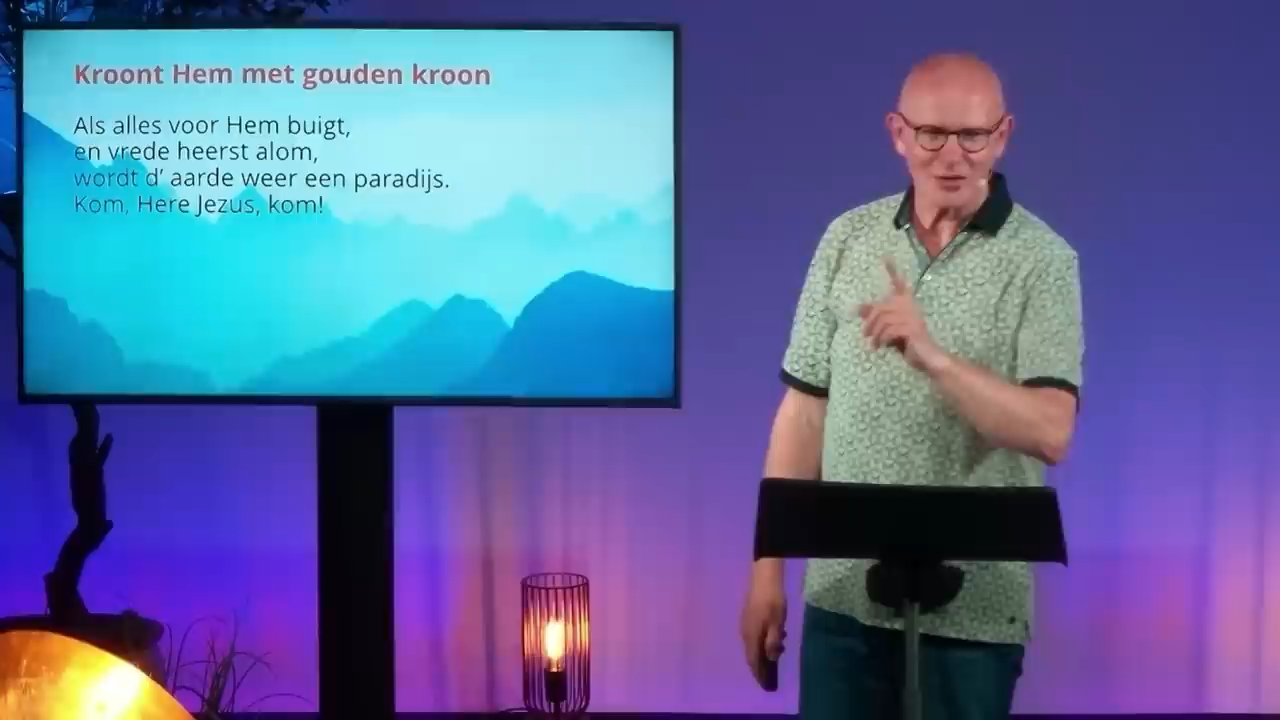 Kroont Hem met gouden kroon
Als alles voor Hem buigt,
en vrede heerst alom,
wordt d’ aarde weer een paradijs.
Kom, Here Jezus, kom!